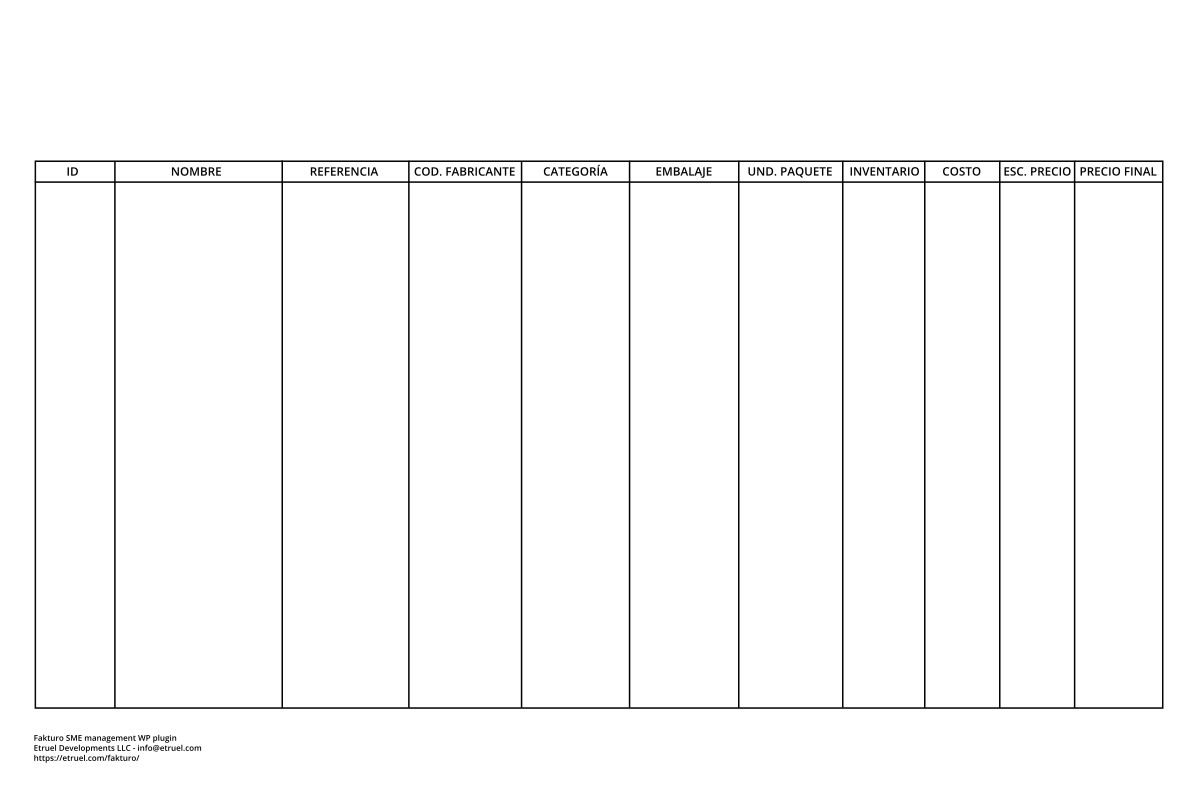 ID NOMBRE REFERENCIA COD. FABRICANTE CATEGORÍA EMBALAJE UND. PAQUETE INVENTARIO COSTO ESC. PRECIO PRECIO FINAL
Fakturo SME management WP plugin
Etruel Developments LLC - info@etruel.com
https://etruel.com/fakturo/